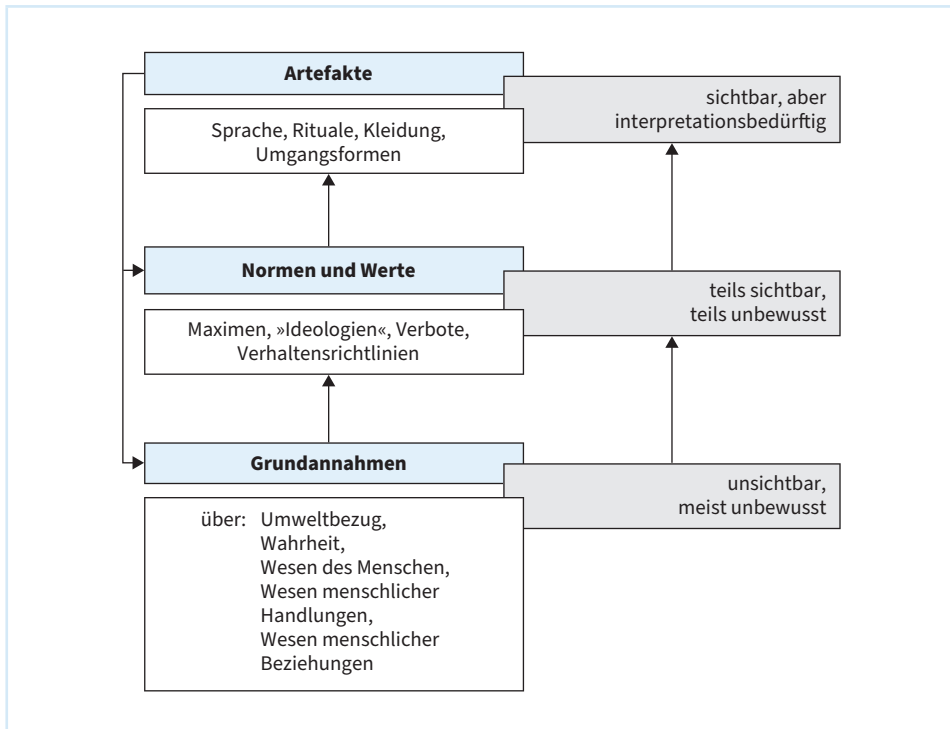 Artefakte
sichtbar, aber
interpretationsbedürftig
Sprache, Rituale, Kleidung,
Umgangsformen
Normen und Werte
teils sichtbar,
teils unbewusst
Maximen, »Ideologien«, Verbote,
Verhaltensrichtlinien
Grundannahmen
unsichtbar,
meist unbewusst
über: Umweltbezug,
Wahrheit,
Wesen des Menschen,
Wesen menschlicher
Handlungen,
Wesen menschlicher
Beziehungen